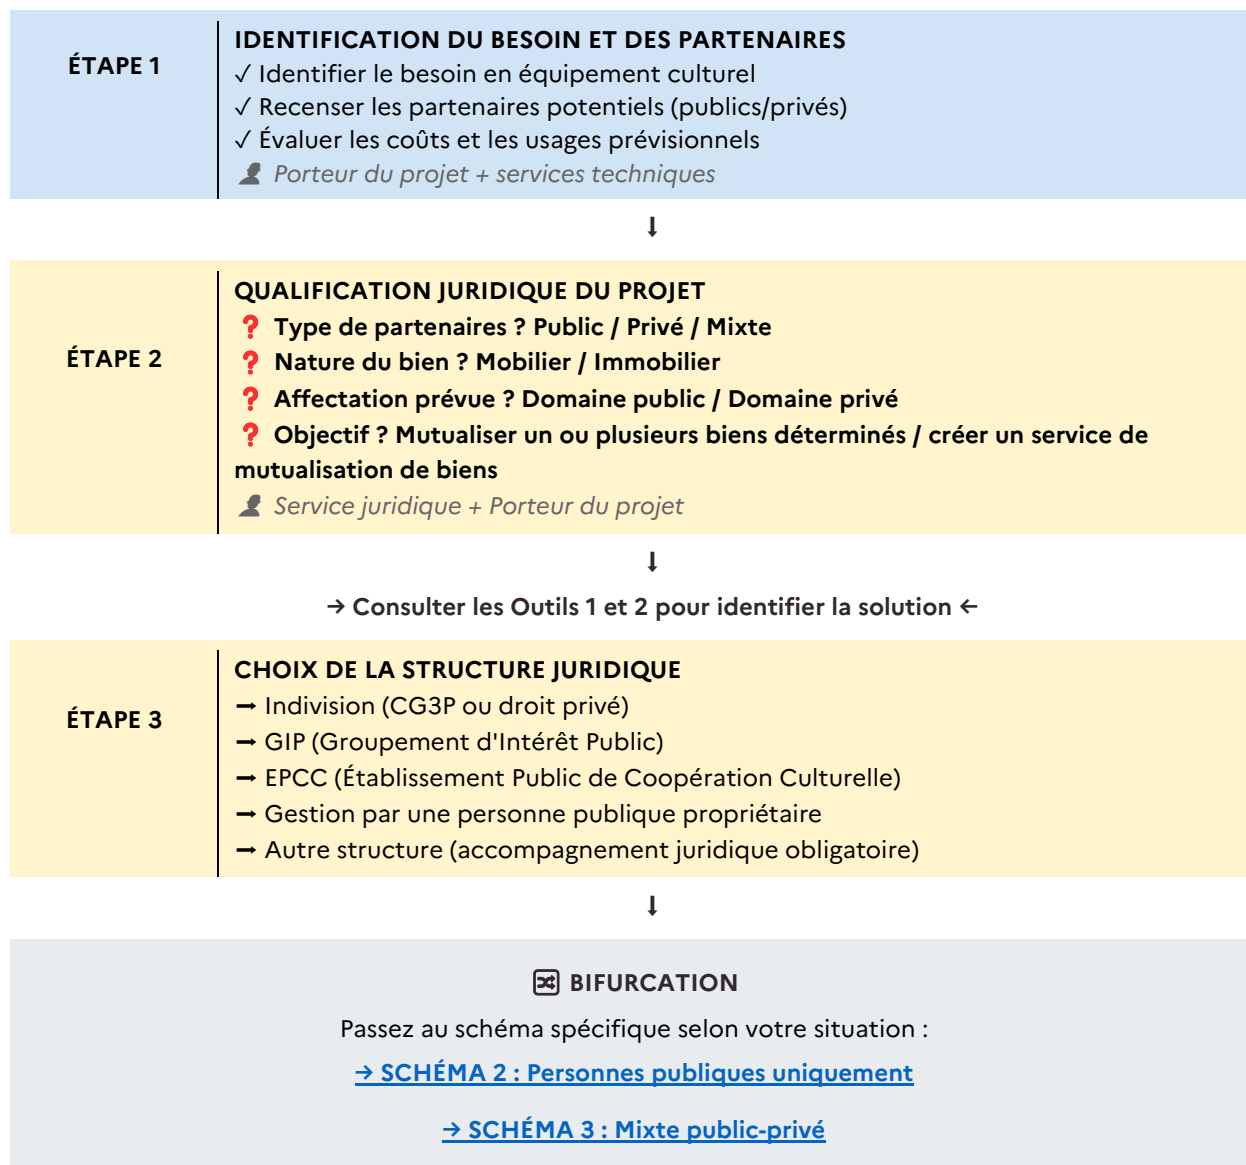 ÉTAPE 1
IDENTIFICATION DU BESOIN ET DES PARTENAIRES
✓ Identifier le besoin en équipement culturel
✓ Recenser les partenaires potentiels (publics/privés)
✓ Évaluer les coûts et les usages prévisionnels
👤 Porteur du projet + services techniques
⬇
ÉTAPE 2
QUALIFICATION JURIDIQUE DU PROJET
❓ Type de partenaires ? Public / Privé / Mixte
❓ Nature du bien ? Mobilier / Immobilier
❓ Affectation prévue ? Domaine public / Domaine privé
❓ Objectif ? Mutualiser un ou plusieurs biens déterminés / créer un service de
mutualisation de biens
👤 Service juridique + Porteur du projet
⬇
→ Consulter les Outils 1 et 2 pour identifier la solution ←
ÉTAPE 3
CHOIX DE LA STRUCTURE JURIDIQUE
➞ Indivision (CG3P ou droit privé)
➞ GIP (Groupement d'Intérêt Public)
➞ EPCC (Établissement Public de Coopération Culturelle)
➞ Gestion par une personne publique propriétaire
➞ Autre structure (accompagnement juridique obligatoire)
⬇
🔀 BIFURCATION
Passez au schéma spécifique selon votre situation :
→ SCHÉMA 2 : Personnes publiques uniquement
→ SCHÉMA 3 : Mixte public-privé